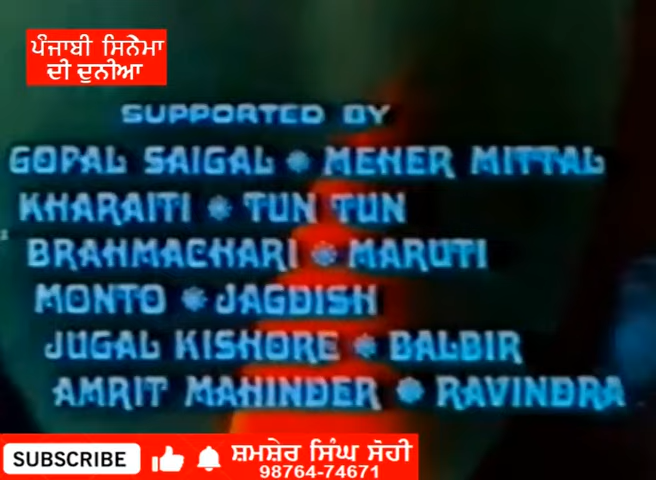 ਪੰਜਾਬੀ ਸਿਨੇਮਾ
ਦੀ ਦੁਨੀਆ
SUPPORTED BY
GOPAL SAIGAL * MEHER MITTAL
KHARAITI * TUN TUN
BRAHMACHARI * MARUTI
MONTO * JAGDISH
JUGAL KISHORE * BALBIR
AMRIT MAHINDER * RAVINDRA
SUBSCRIBE
ਸ਼ਮਸ਼ੇਰ ਸਿੰਘ ਸੋਹੀ
98764-74671